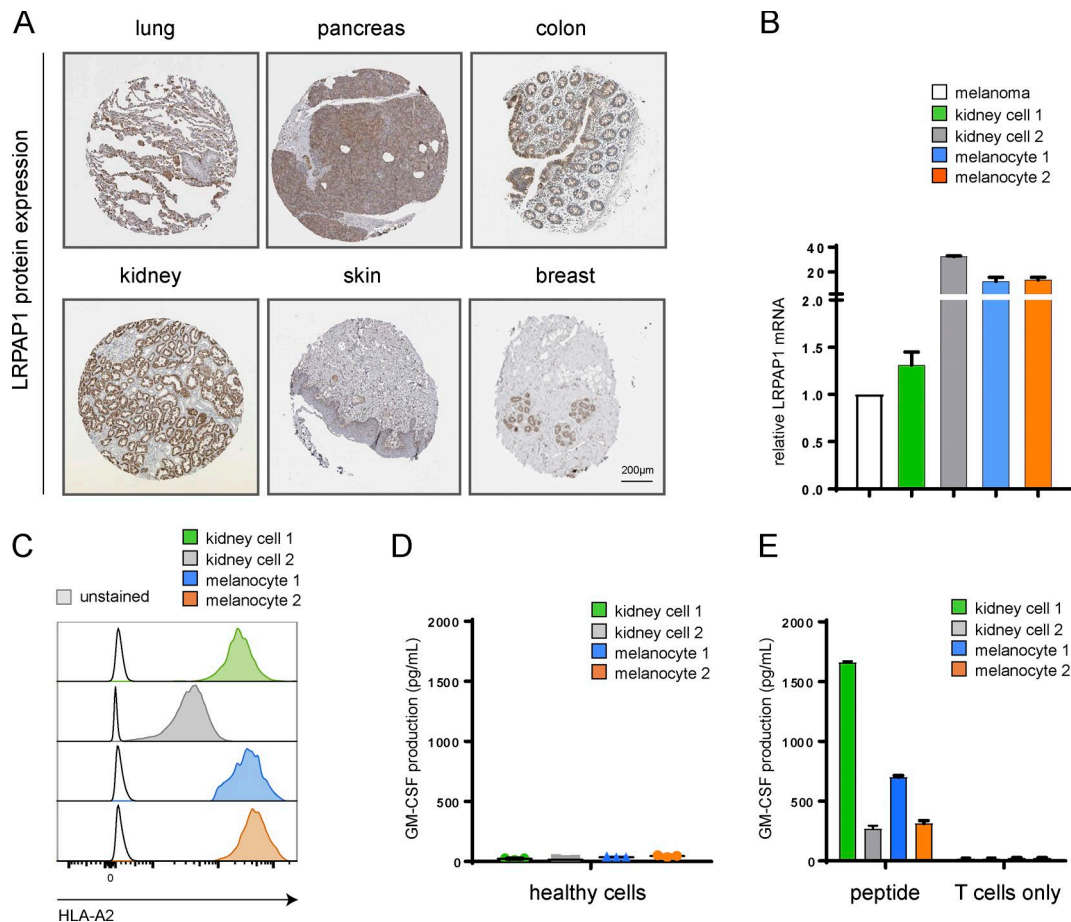 A
lung
pancreas
colon
LRPAP1 protein expression
kidney
skin
breast
200µm
B
melanoma
kidney cell 1
kidney cell 2
melanocyte 1
melanocyte 2
relative LRPAP1 mRNA
40
20
2.0
1.5
1.0
0.5
0.0
C
kidney cell 1
kidney cell 2
melanocyte 1
melanocyte 2
unstained
0
HLA-A2
D
kidney cell 1
kidney cell 2
melanocyte 1
melanocyte 2
GM-CSF production (pg/mL)
2000
1500
1000
500
0
healthy cells
E
kidney cell 1
kidney cell 2
melanocyte 1
melanocyte 2
GM-CSF production (pg/mL)
2000
1500
1000
500
0
peptide
T cells only